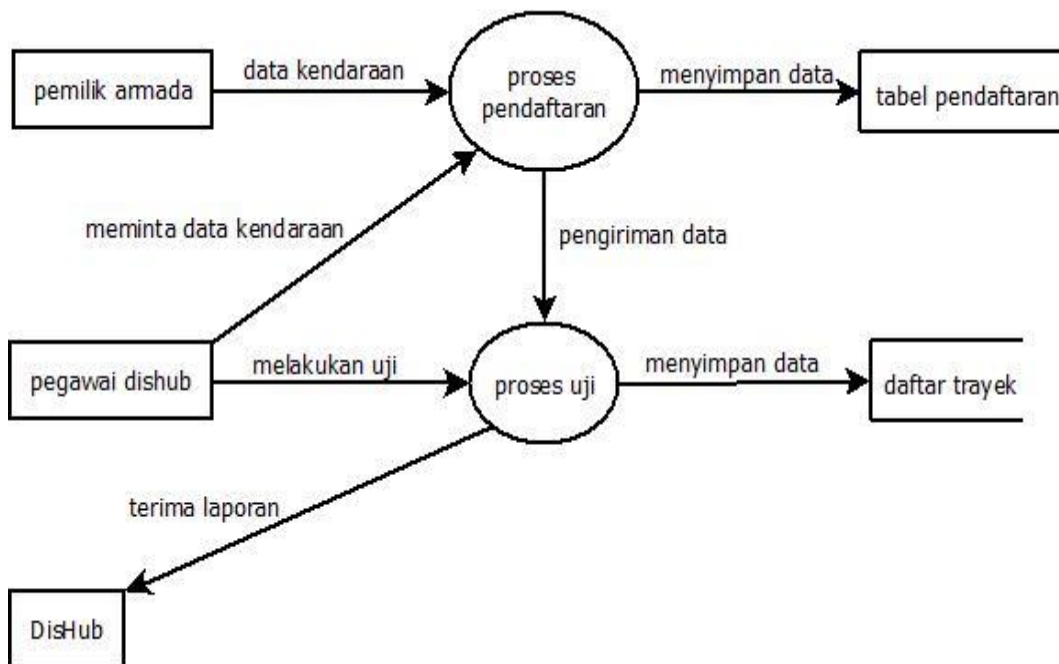 pemilik armada
data kendaraan
proses
pendaftaran
menyimpan data
tabel pendaftaran
meminta data kendaraan
pengiriman data
pegawai dishub
melakukan uji
proses uji
menyimpan data
daftar trayek
terima laporan
DisHub